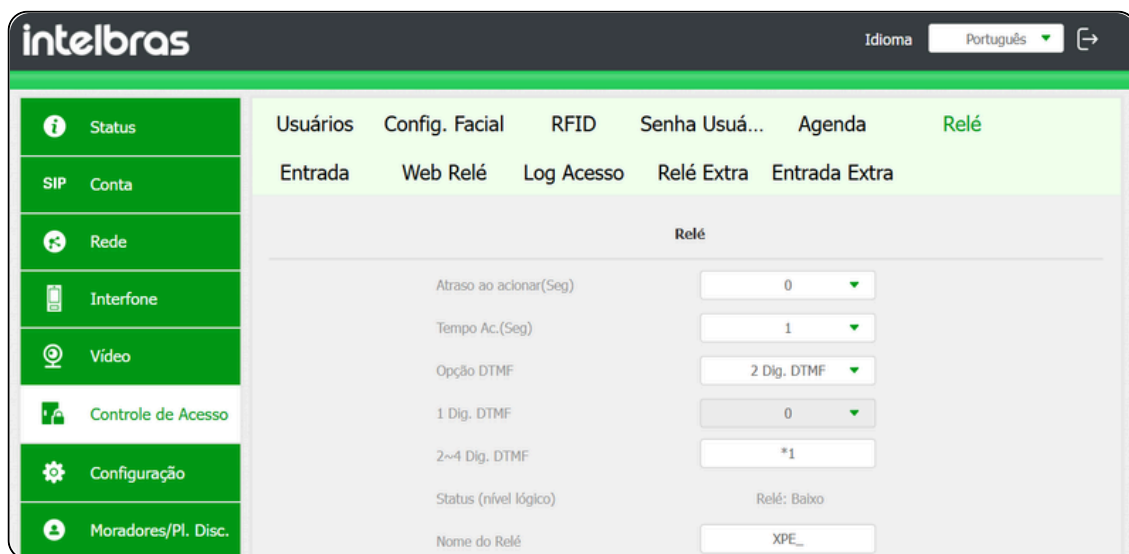 intelbras
Idioma Português
Status
SIP Conta
Rede
Interfone
Vídeo
Controle de Acesso
Configuração
Moradores/Pl. Disc.
Usuários Config. Facial RFID Senha Usuá... Agenda Relé
Entrada Web Relé Log Acesso Relé Extra Entrada Extra
Relé
Atraso ao acionar(Seg) 0
Tempo Ac.(Seg) 1
Opção DTMF 2 Dig. DTMF
1 Dig. DTMF 0
2~4 Dig. DTMF *1
Status (nível lógico) Relé: Baixo
Nome do Relé XPE_